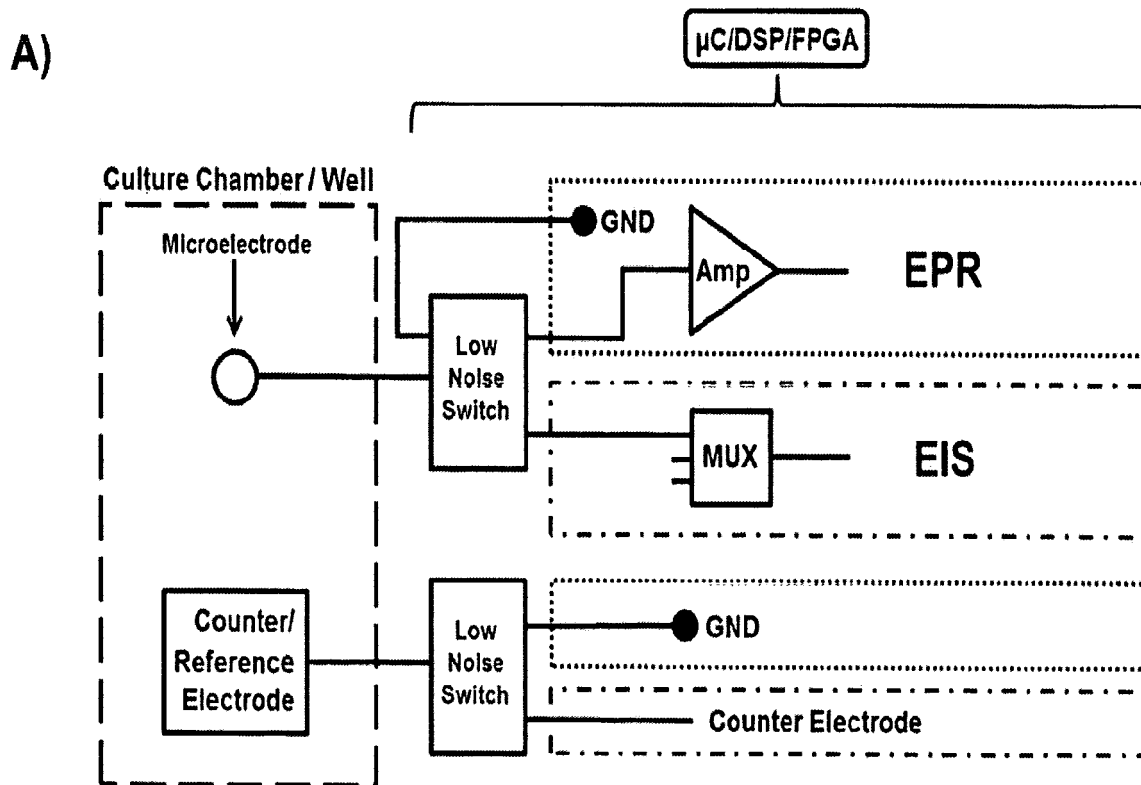 A)
µC/DSP/FPGA
Culture Chamber / Well
Microelectrode
GND
Amp
EPR
Low
Noise
Switch
MUX
EIS
Counter/
Reference
Electrode
Low
Noise
Switch
GND
Counter Electrode